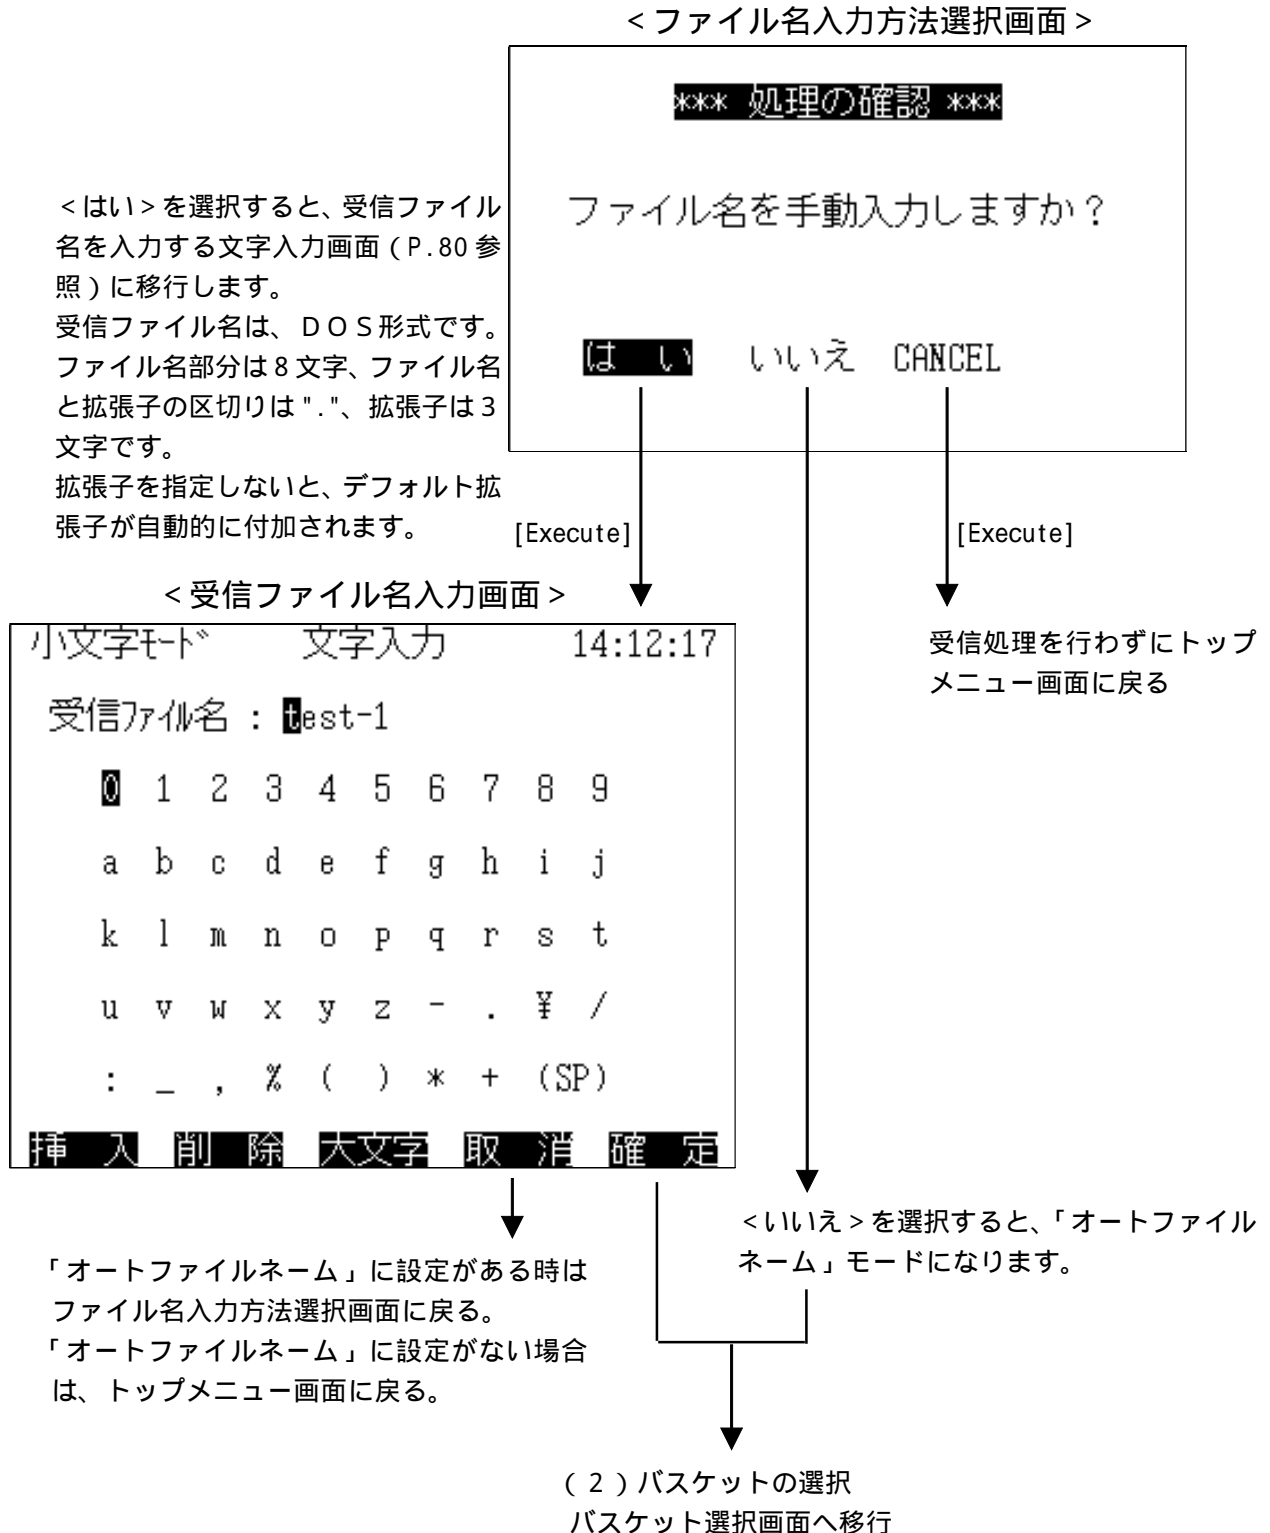 <ファイル名入力方法選択画面>
*** 処理の確認 ***
ファイル名を手動入力しますか？
は　い　いいえ　CANCEL
<はい>を選択すると、受信ファイル
名を入力する文字入力画面（P.80 参
照）に移行します。
受信ファイル名は、ＤＯＳ形式です。
ファイル名部分は８文字、ファイル名
と拡張子の区切りは"."、拡張子は３
文字です。
拡張子を指定しないと、デフォルト拡
張子が自動的に付加されます。
[Execute]
[Execute]
受信処理を行わずにトップ
メニュー画面に戻る
<受信ファイル名入力画面>
小文字ﾓｰﾄﾞ　文字入力　14:12:17
受信ﾌｧｲﾙ名 : test-1
0 1 2 3 4 5 6 7 8 9
a b c d e f g h i j
k l m n o p q r s t
u v w x y z - . ¥ /
: _ , % ( ) * + (SP)
挿　入　削　除　大文字　取　消　確　定
<いいえ>を選択すると、「オートファイル
ネーム」モードになります。
「オートファイルネーム」に設定がある時は
ファイル名入力方法選択画面に戻る。
「オートファイルネーム」に設定がない場合
は、トップメニュー画面に戻る。
（２）バスケットの選択
バスケット選択画面へ移行